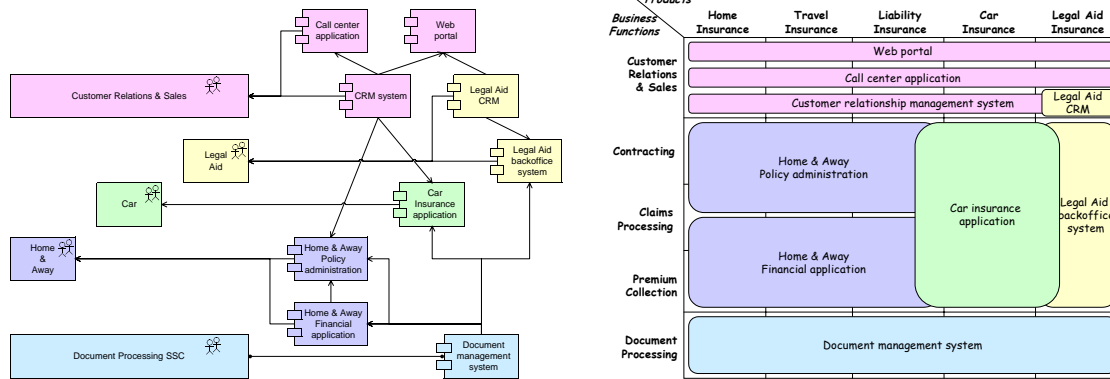 Call center
application
Web
portal
Customer Relations & Sales
CRM system
Legal Aid
CRM
Legal
Aid
Legal Aid
backoffice
system
Car
Car
Insurance
application
Home
&
Away
Home & Away
Policy
administration
Home & Away
Financial
application
Document Processing SSC
Document
management
system
Products
Business
Functions
Home
Insurance
Travel
Insurance
Liability
Insurance
Car
Insurance
Legal Aid
Insurance
Customer
Relations
& Sales
Web portal
Call center application
Customer relationship management system
Legal Aid
CRM
Contracting
Home & Away
Policy administration
Claims
Processing
Car insurance
application
Legal Aid
backoffice
system
Home & Away
Financial application
Premium
Collection
Document
Processing
Document management system